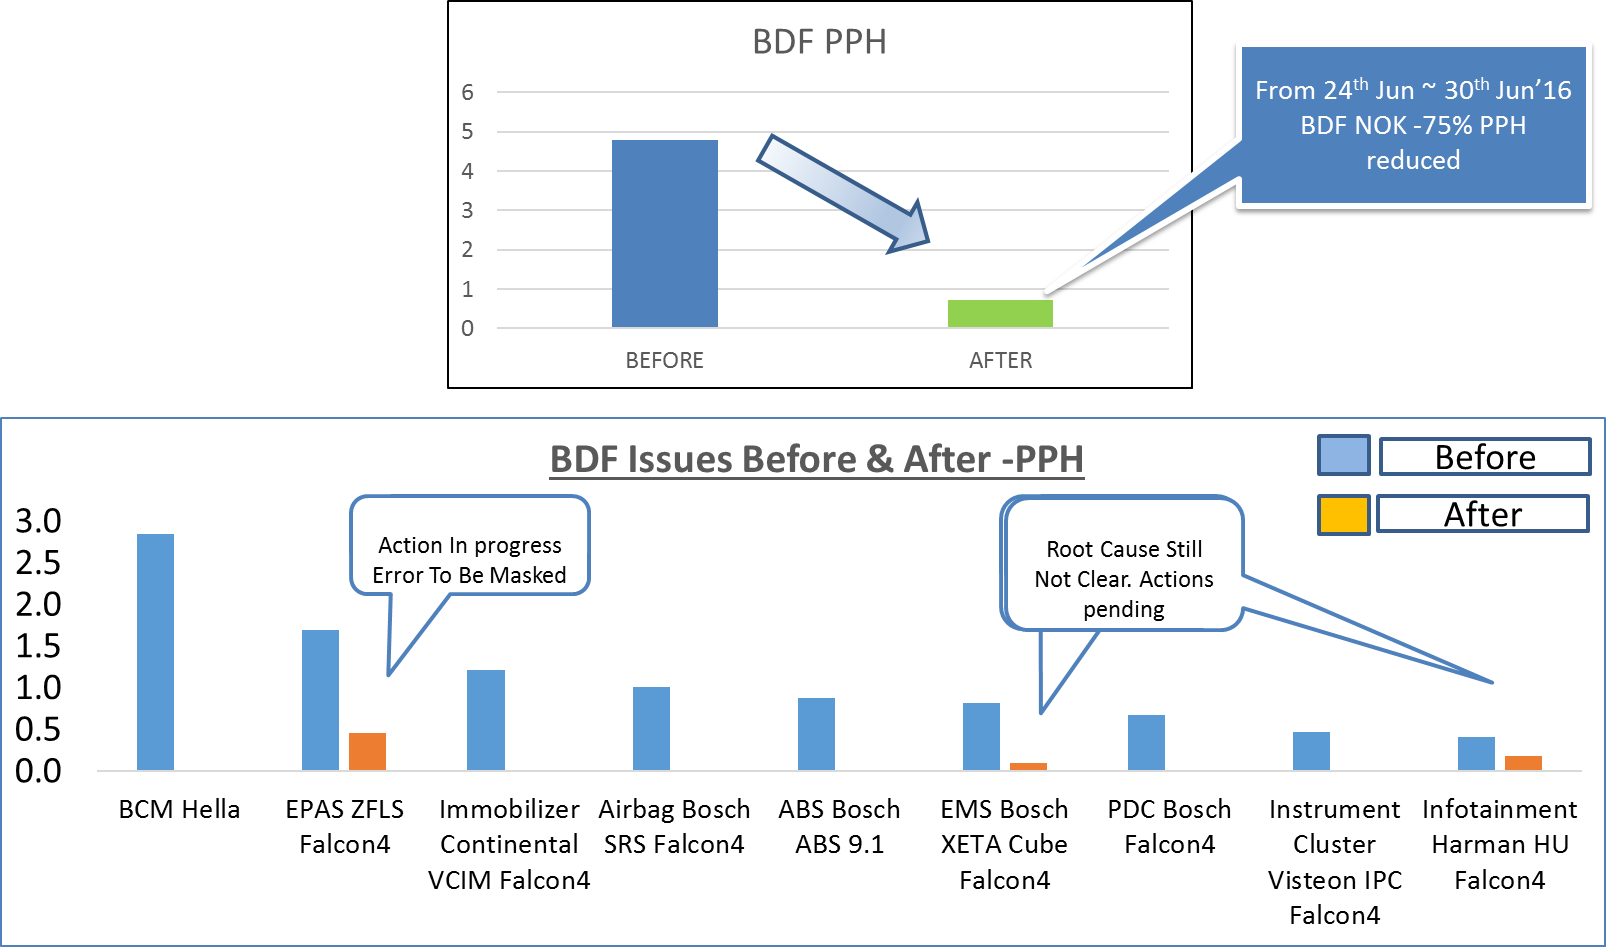 BDF PPH
6
5
4
3
2
1
0
BEFORE
AFTER
From 24th Jun ~ 30th Jun’16
BDF NOK -75% PPH
reduced
BDF Issues Before & After -PPH
Before
After
3.0
2.5
2.0
1.5
1.0
0.5
0.0
Action In progress
Error To Be Masked
Root Cause Still
Not Clear. Actions
pending
BCM Hella
EPAS ZFLS
Falcon4
Immobilizer
Continental
VCIM Falcon4
Airbag Bosch
SRS Falcon4
ABS Bosch
ABS 9.1
EMS Bosch
XETA Cube
Falcon4
PDC Bosch
Falcon4
Instrument
Cluster
Visteon IPC
Falcon4
Infotainment
Harman HU
Falcon4